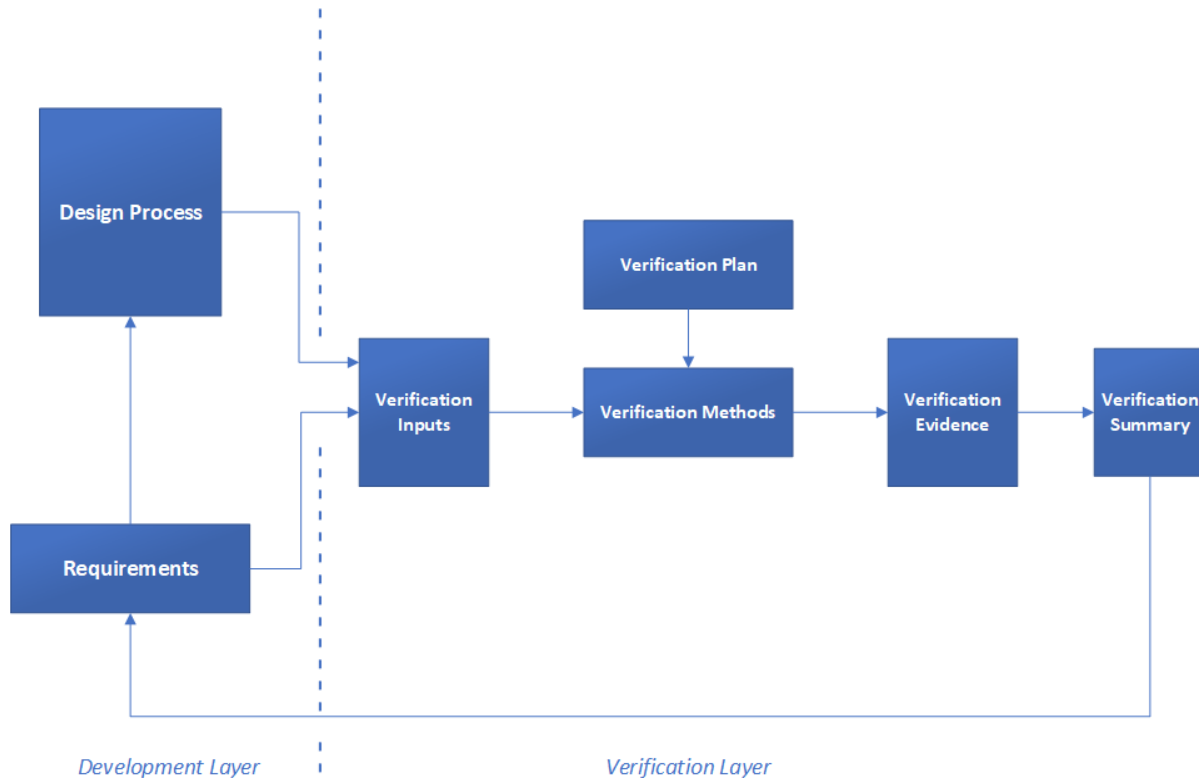 Design Process
Verification Plan
Verification
Inputs
Verification Methods
Verification
Evidence
Verification
Summary
Requirements
Development Layer
Verification Layer